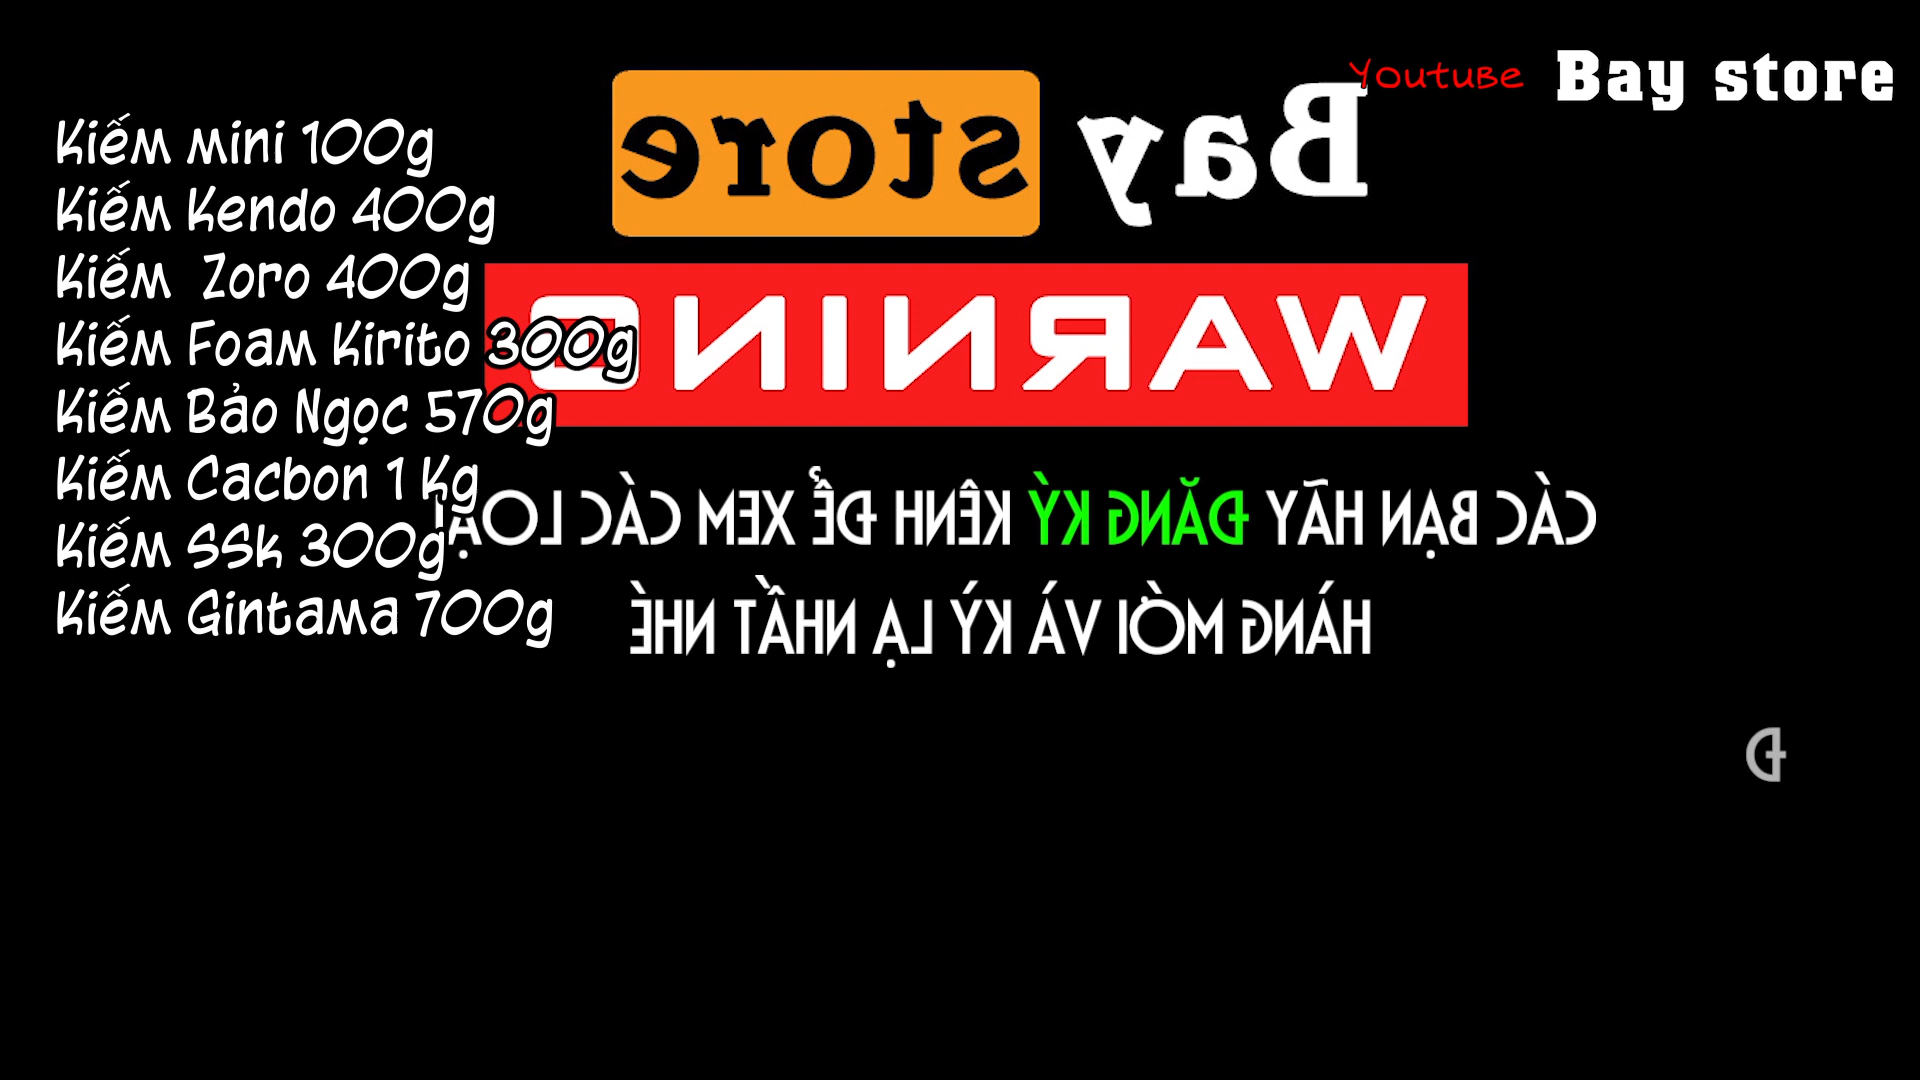 Youtube Bay store
Bay store
Kiếm mini 100g
Kiếm Kendo 400g
Kiếm Zoro 400g
Kiếm Foam Kirito 300g
Kiếm Bảo Ngọc 570g
Kiếm Cacbon 1 Kg
Kiếm SSk 300g
Kiếm Gintama 700g
WARNING
CÁC BẠN HÃY ĐĂNG KÝ KÊNH ĐỂ XEM CÁC LOẠI
HÀNG MỚI VÀ KỲ LẠ NHẤT NHÉ
Đ